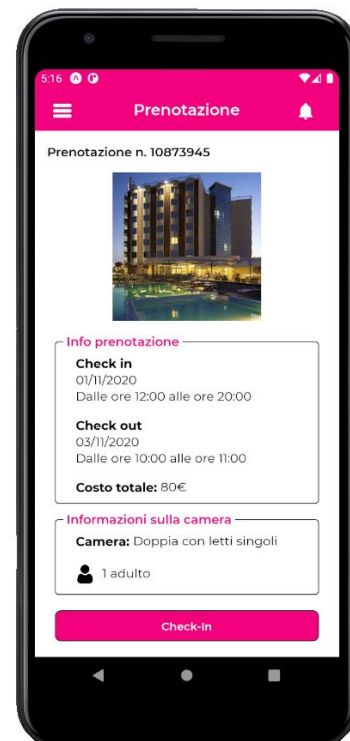 5:16
Prenotazione
Prenotazione n. 10873945
Info prenotazione
Check in
01/11/2020
Dalle ore 12:00 alle ore 20:00
Check out
03/11/2020
Dalle ore 10:00 alle ore 11:00
Costo totale: 80€
Informazioni sulla camera
Camera: Doppia con letti singoli
1 adulto
Check-In